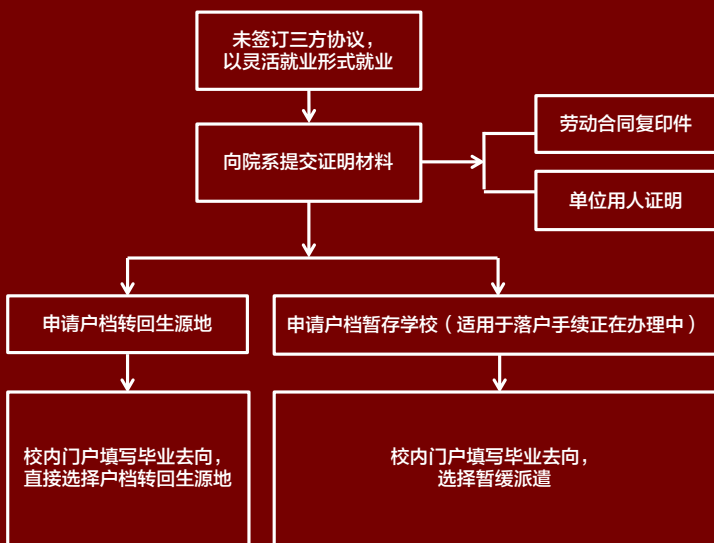 未签订三方协议，
以灵活就业形式就业
向院系提交证明材料
劳动合同复印件
单位用人证明
申请户档转回生源地
申请户档暂存学校（适用于落户手续正在办理中）
校内门户填写毕业去向，
直接选择户档转回生源地
校内门户填写毕业去向，
选择暂缓派遣